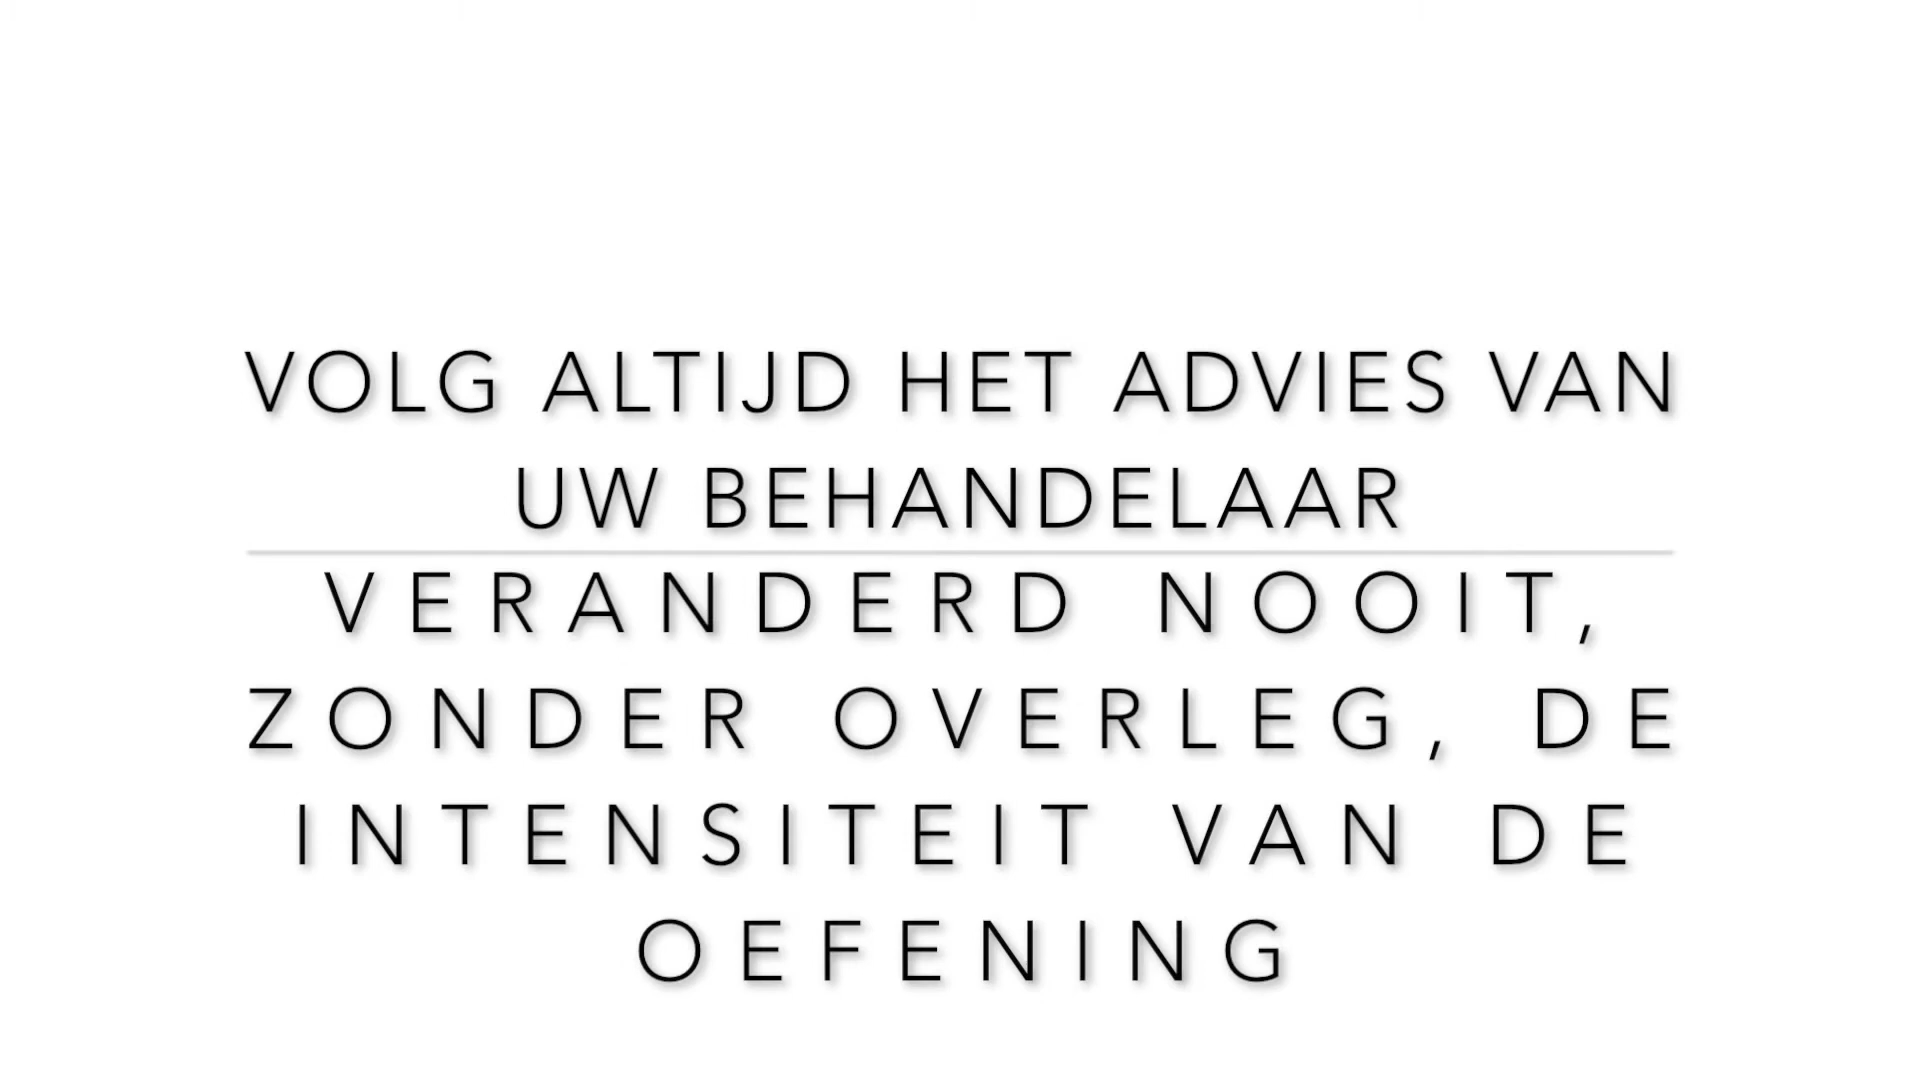 VOLG ALTIJD HET ADVIES VAN
UW BEHANDELAAR
VERANDERD NOOIT,
ZONDER OVERLEG, DE
INTENSITEIT VAN DE
OEFENING